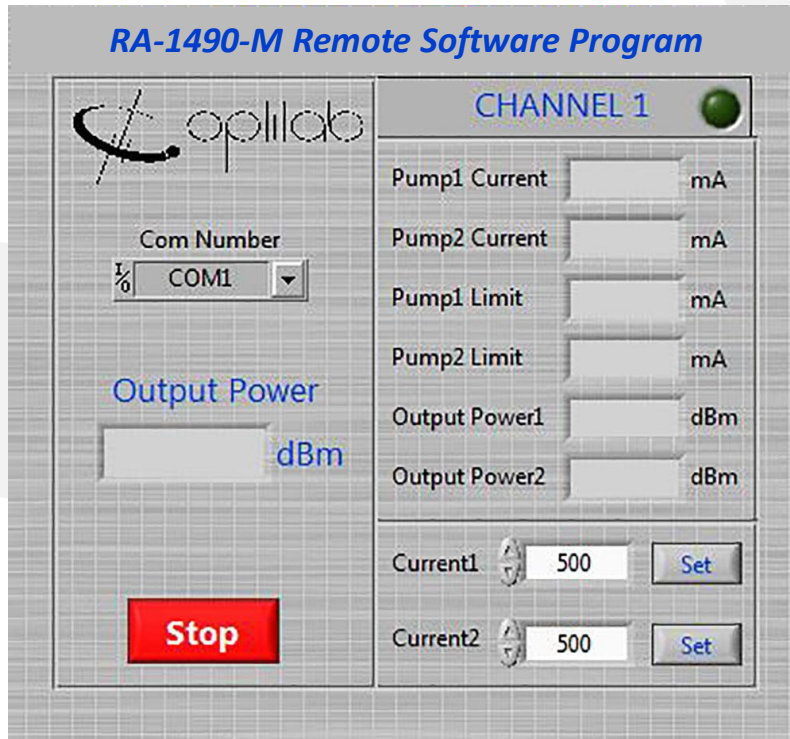 RA-1490-M Remote Software Program
oplilab
CHANNEL 1
Pump1 Current mA
Com Number
Pump2 Current mA
I/O COM1
Pump1 Limit mA
Pump2 Limit mA
Output Power
Output Power1 dBm
dBm
Output Power2 dBm
Current1 500 Set
Stop
Current2 500 Set